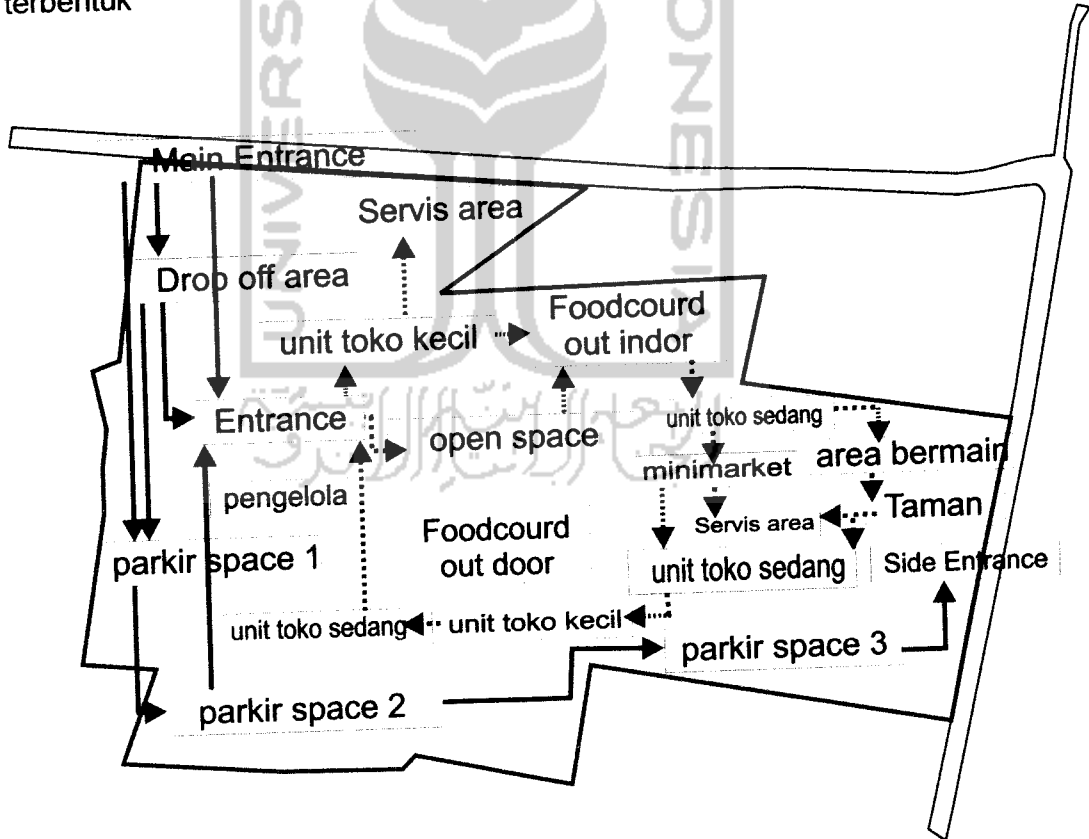 terbentuk
UNIVERS
ONESIA
Main Entrance
Servis area
Drop off area
Foodcourd
out indor
unit toko kecil
Entrance
open space
unit toko sedang
area bermain
minimarket
pengelola
Taman
Servis area
Foodcourd
out door
parkir space 1
unit toko sedang
Side Entrance
unit toko sedang
unit toko kecil
parkir space 3
parkir space 2